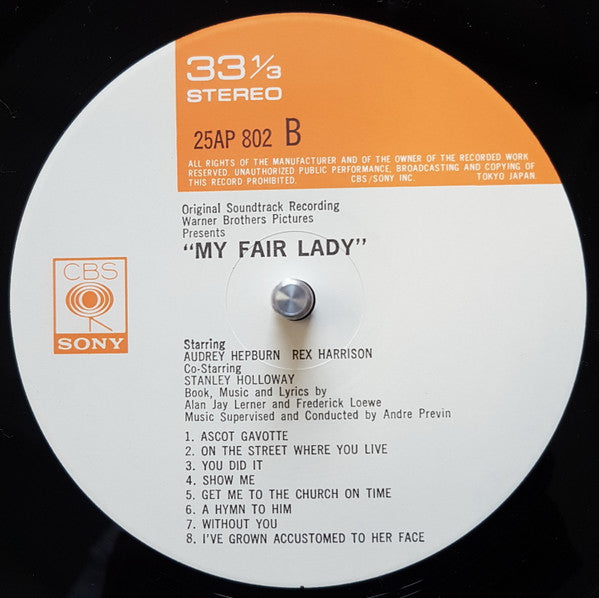 33 1/3
STEREO
25AP 802 B
ALL RIGHTS OF THE MANUFACTURER AND OF THE OWNER OF THE RECORDED WORK
RESERVED. UNAUTHORIZED PUBLIC PERFORMANCE, BROADCASTING AND COPYING OF
THIS RECORD PROHIBITED. CBS/SONY INC. TOKYO JAPAN.
Original Soundtrack Recording
Warner Brothers Pictures
Presents
"MY FAIR LADY"
CBS
SONY
Starring
AUDREY HEPBURN REX HARRISON
Co-Starring
STANLEY HOLLOWAY
Book, Music and Lyrics by
Alan Jay Lerner and Frederick Loewe
Music Supervised and Conducted by Andre Previn
1. ASCOT GAVOTTE
2. ON THE STREET WHERE YOU LIVE
3. YOU DID IT
4. SHOW ME
5. GET ME TO THE CHURCH ON TIME
6. A HYMN TO HIM
7. WITHOUT YOU
8. I'VE GROWN ACCUSTOMED TO HER FACE